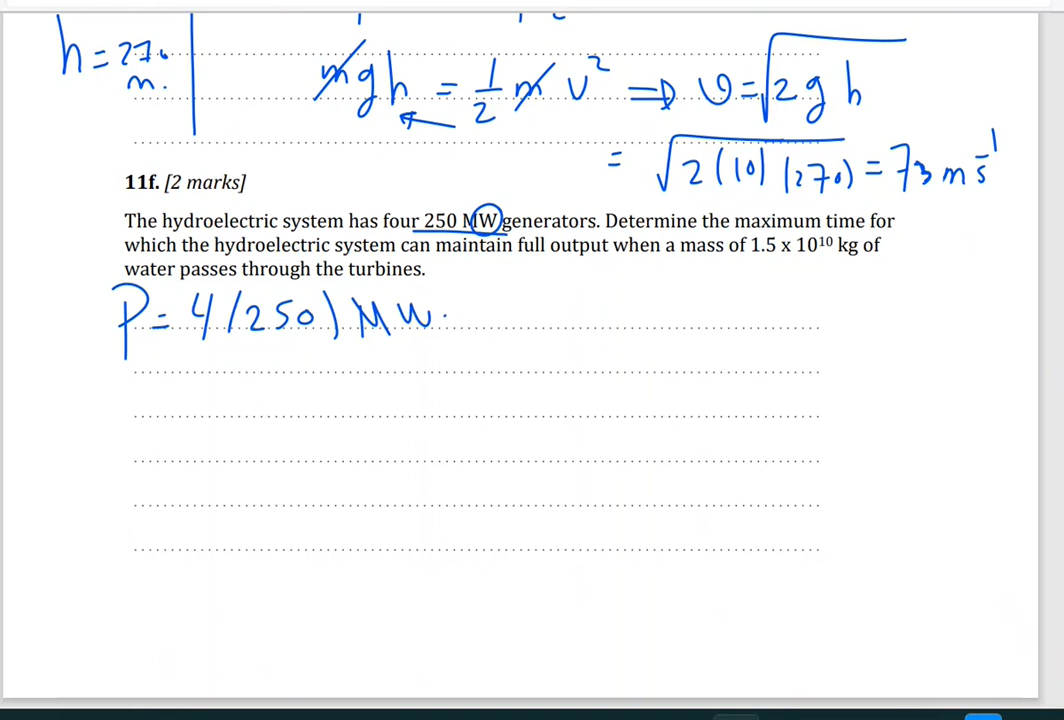 h = 270 m.
mgh = 1/2 m v² ⇒ v = √2gh
= √2(10)(270) = 73 m s⁻¹
11f. [2 marks]
The hydroelectric system has four 250 MW generators. Determine the maximum time for
which the hydroelectric system can maintain full output when a mass of 1.5 x 10¹⁰ kg of
water passes through the turbines.
P = 4(250) MW.